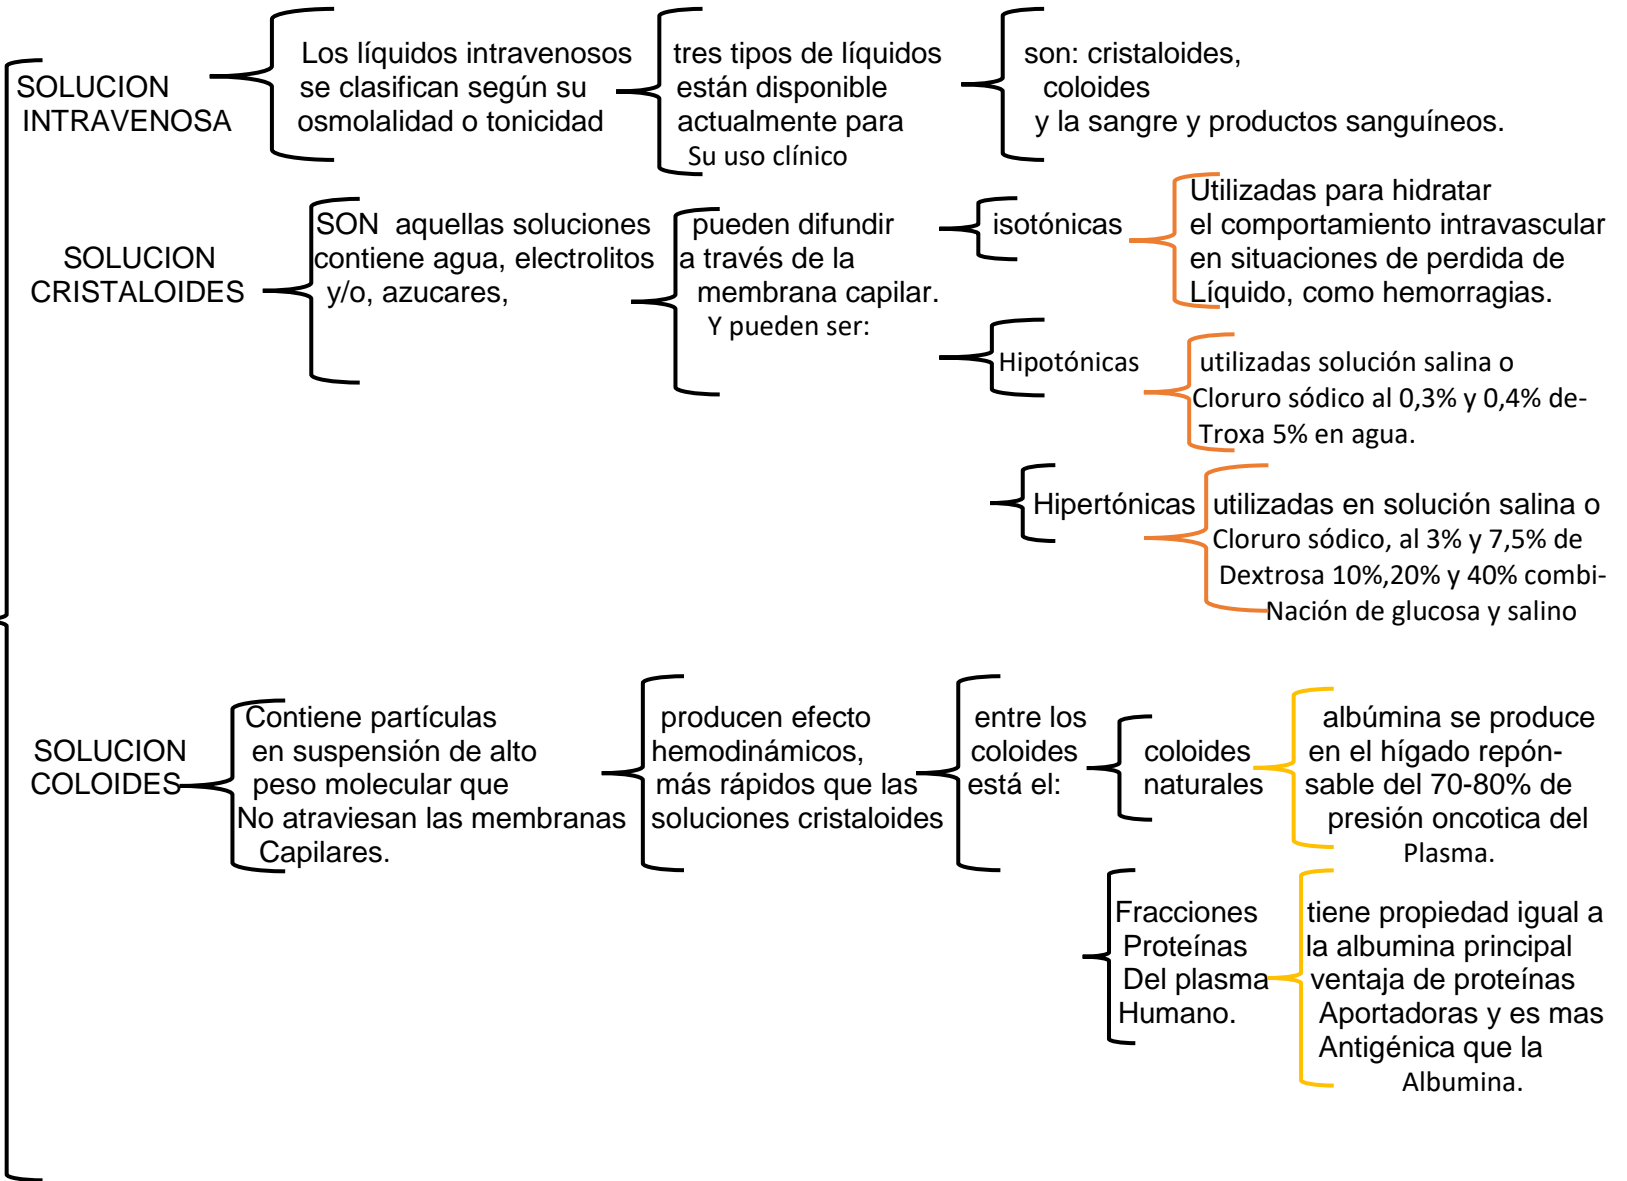 SOLUCION
INTRAVENOSA
Los líquidos intravenosos
se clasifican según su
osmolalidad o tonicidad
tres tipos de líquidos
están disponible
actualmente para
Su uso clínico
son: cristaloides,
coloides
y la sangre y productos sanguíneos.
SOLUCION
CRISTALOIDES
SON aquellas soluciones
contiene agua, electrolitos
y/o, azucares,
pueden difundir
a través de la
membrana capilar.
Y pueden ser:
isotónicas
Utilizadas para hidratar
el comportamiento intravascular
en situaciones de perdida de
Líquido, como hemorragias.
Hipotónicas
utilizadas solución salina o
Cloruro sódico al 0,3% y 0,4% de-
Troxa 5% en agua.
Hipertónicas
utilizadas en solución salina o
Cloruro sódico, al 3% y 7,5% de
Dextrosa 10%,20% y 40% combi-
Nación de glucosa y salino
SOLUCION
COLOIDES
Contiene partículas
en suspensión de alto
peso molecular que
No atraviesan las membranas
Capilares.
producen efecto
hemodinámicos,
más rápidos que las
soluciones cristaloides
entre los
coloides
está el:
coloides
naturales
albúmina se produce
en el hígado repón-
sable del 70-80% de
presión oncotica del
Plasma.
Fracciones
Proteínas
Del plasma
Humano.
tiene propiedad igual a
la albumina principal
ventaja de proteínas
Aportadoras y es mas
Antigénica que la
Albumina.